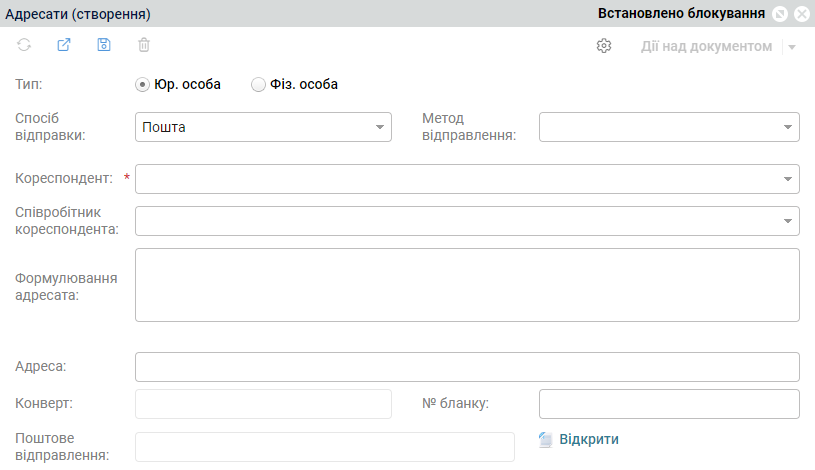 Адресати (створення) Встановлено блокування
Дії над документом
Тип: Юр. особа Фіз. особа
Спосіб відправки: Пошта Метод відправлення:
Кореспондент: *
Співробітник кореспондента:
Формулювання адресата:
Адреса:
Конверт: № бланку:
Поштове відправлення: Відкрити